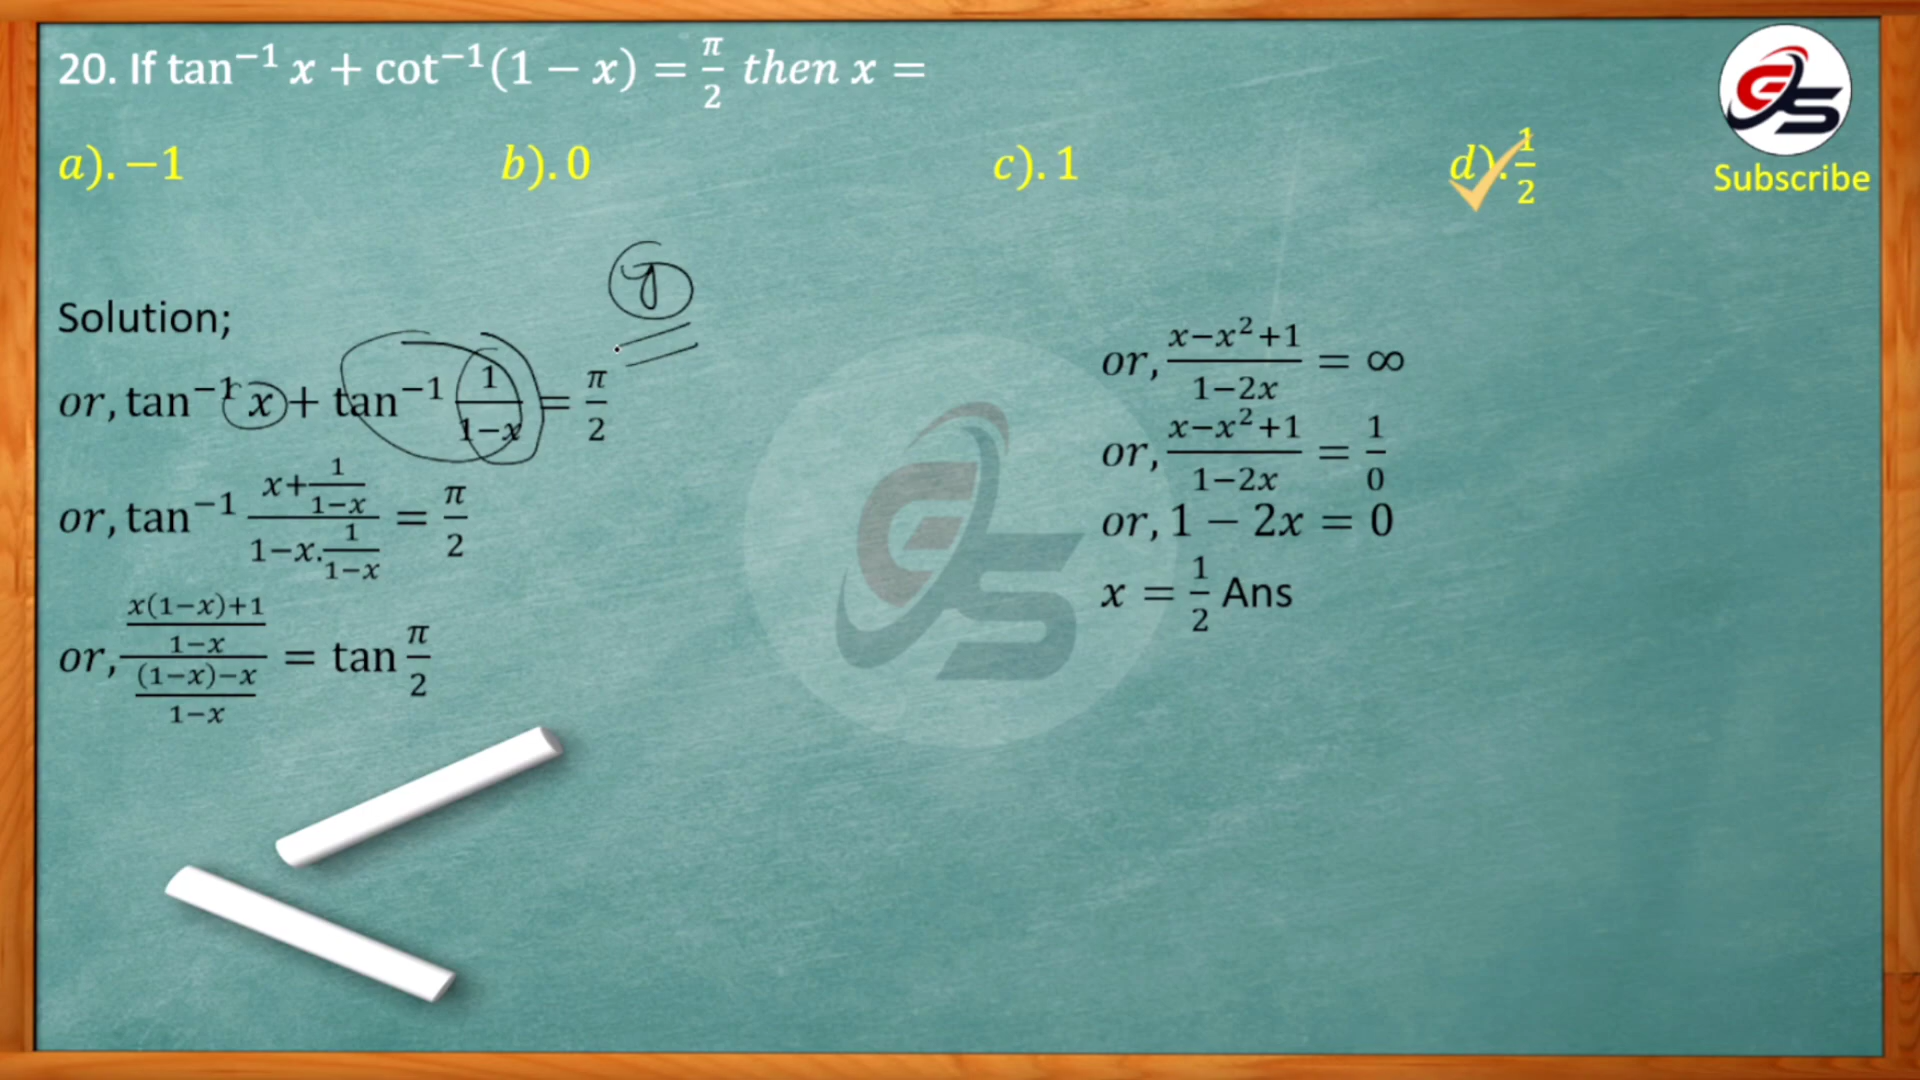 20. If tan⁻¹ x + cot⁻¹(1 − x) = π/2 then x =
a). −1 b). 0 c). 1 d). 1/2
GS
Subscribe
Solution;
or, tan⁻¹ x + tan⁻¹ 1/(1−x) = π/2
or, tan⁻¹ (x + 1/(1−x))/(1 − x.1/(1−x)) = π/2
or, ((x(1−x)+1)/(1−x))/(((1−x)−x)/(1−x)) = tan π/2
or, (x−x²+1)/(1−2x) = ∞
or, (x−x²+1)/(1−2x) = 1/0
or, 1 − 2x = 0
x = 1/2 Ans
GS